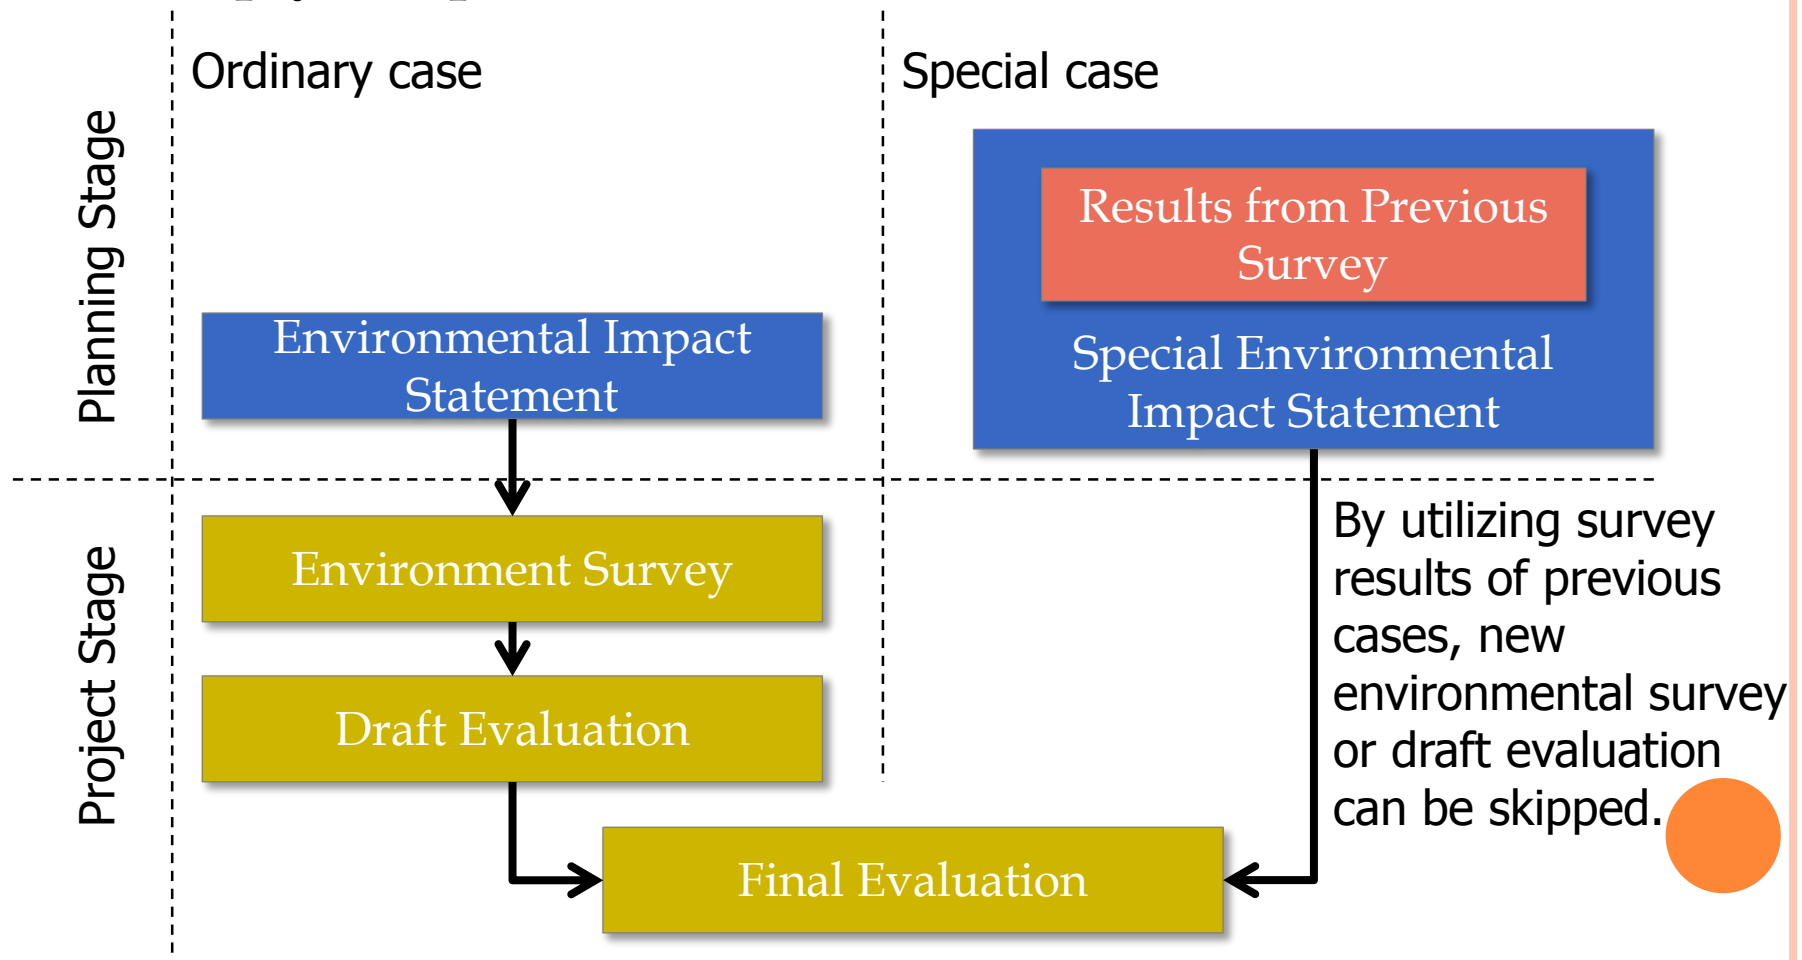 Ordinary case
Special case
Planning Stage
Results from Previous
Survey
Special Environmental
Impact Statement
Environmental Impact
Statement
Project Stage
Environment Survey
Draft Evaluation
By utilizing survey
results of previous
cases, new
environmental survey
or draft evaluation
can be skipped.
Final Evaluation